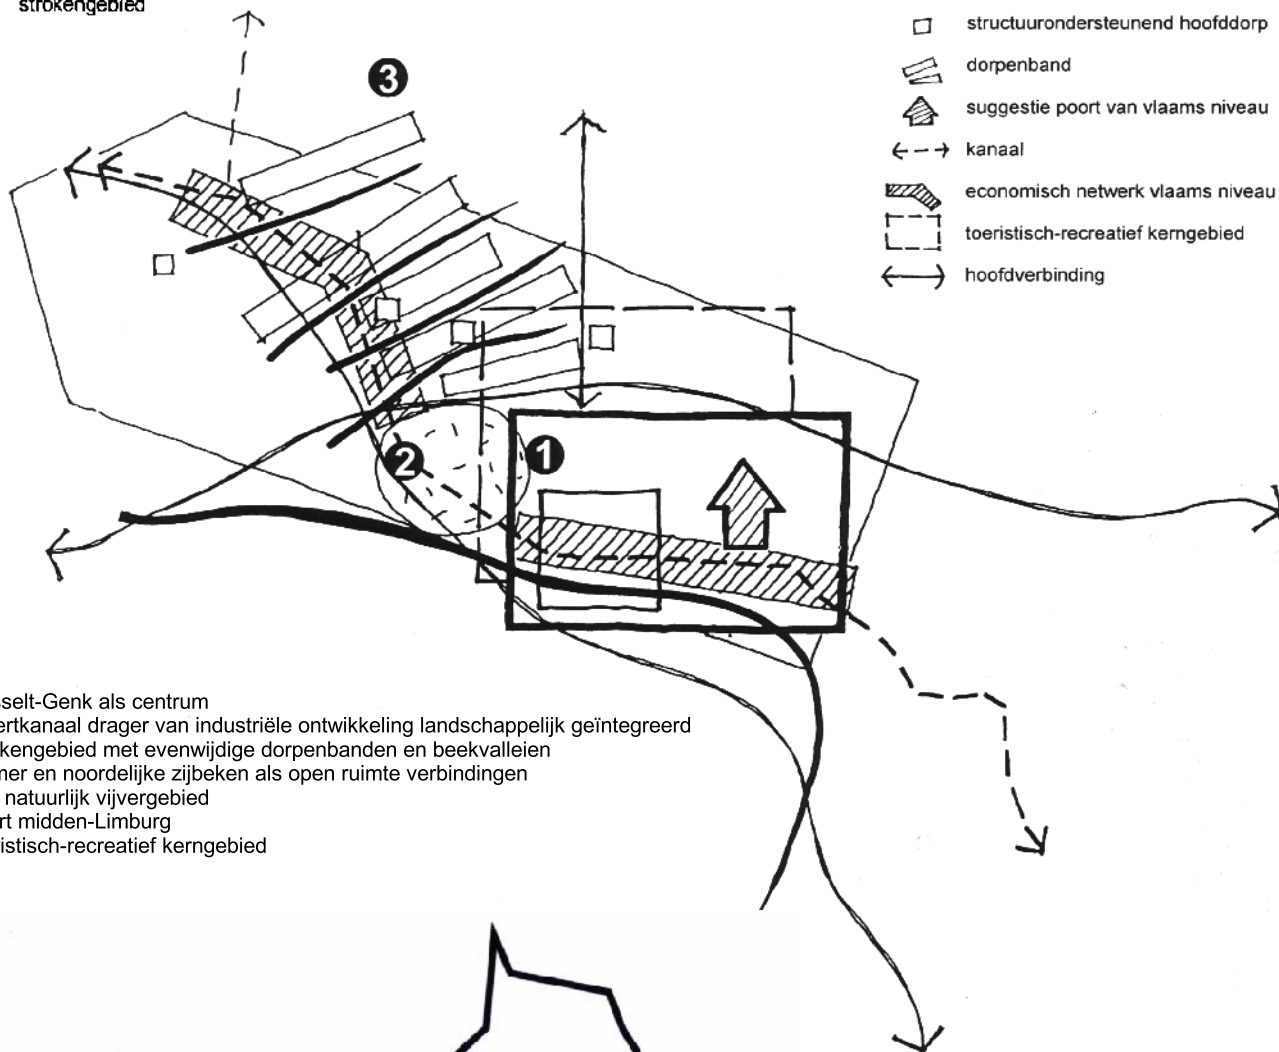 strokengebied
structuurondersteunend hoofddorp
dorpenband
suggestie poort van vlaams niveau
kanaal
economisch netwerk vlaams niveau
toeristisch-recreatief kerngebied
hoofdverbinding
3
2
1
sselt-Genk als centrum
ertkanaal drager van industriële ontwikkeling landschappelijk geïntegreerd
kengebied met evenwijdige dorpenbanden en beekvalleien
mer en noordelijke zijbeken als open ruimte verbindingen
natuurlijk vijvergebied
rt midden-Limburg
ristisch-recreatief kerngebied